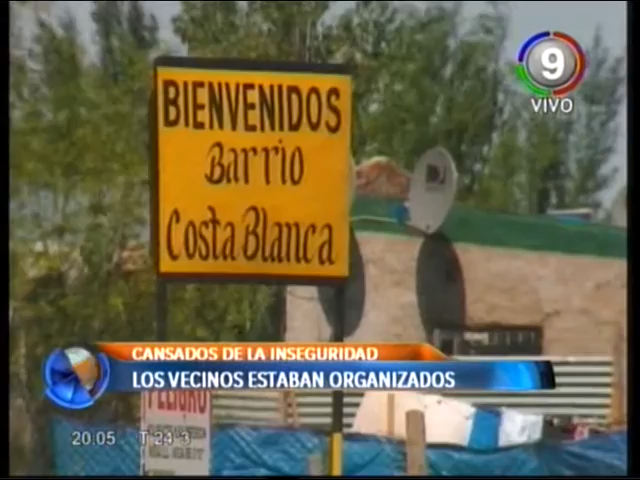 BIENVENIDOS
Barrio
Costa Blanca
9
VIVO
CANSADOS DE LA INSEGURIDAD
LOS VECINOS ESTABAN ORGANIZADOS
PELIGRO
20.05 T 24.3